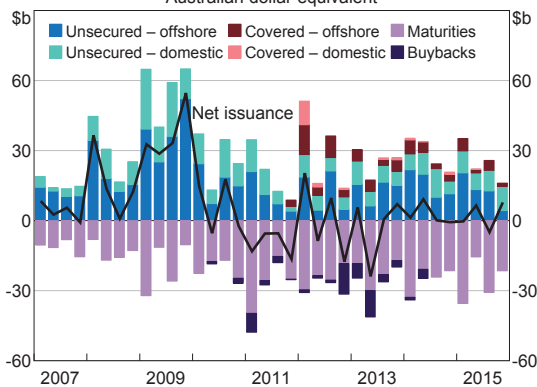 Australian dollar equivalent
$b $b
Unsecured – offshore Covered – offshore Maturities
Unsecured – domestic Covered – domestic Buybacks
60 60
Net issuance
30 30
0 0
-30 -30
-60 -60
2007 2009 2011 2013 2015